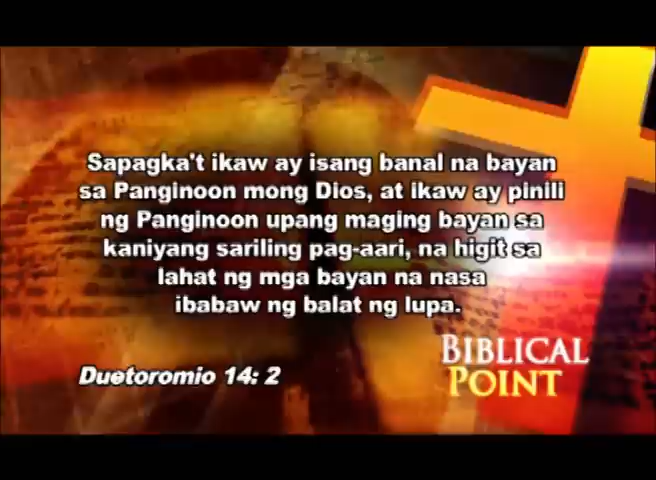 Sapagka't ikaw ay isang banal na bayan
sa Panginoon mong Dios, at ikaw ay pinili
ng Panginoon upang maging bayan sa
kaniyang sariling pag-aari, na higit sa
lahat ng mga bayan na nasa
ibabaw ng balat ng lupa.
BIBLICAL
POINT
Duetoromio 14: 2